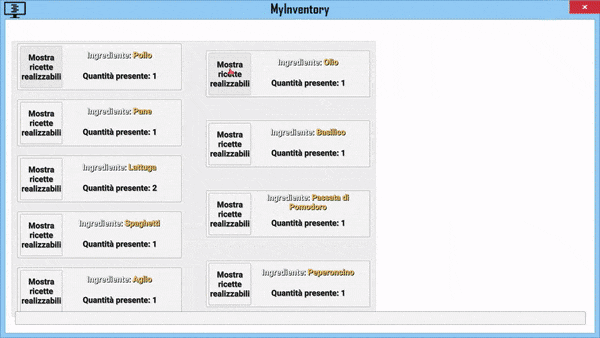 MyInventory
Mostra
ricette
realizzabili
Ingrediente: Pollo
Quantità presente: 1
Mostra
ricette
realizzabili
Ingrediente: Pane
Quantità presente: 1
Mostra
ricette
realizzabili
Ingrediente: Lattuga
Quantità presente: 2
Mostra
ricette
realizzabili
Ingrediente: Spaghetti
Quantità presente: 1
Mostra
ricette
realizzabili
Ingrediente: Aglio
Quantità presente: 1
Mostra
ricette
realizzabili
Ingrediente: Olio
Quantità presente: 1
Mostra
ricette
realizzabili
Ingrediente: Basilico
Quantità presente: 1
Mostra
ricette
realizzabili
Ingrediente: Passata di
Pomodoro
Quantità presente: 1
Mostra
ricette
realizzabili
Ingrediente: Peperoncino
Quantità presente: 1